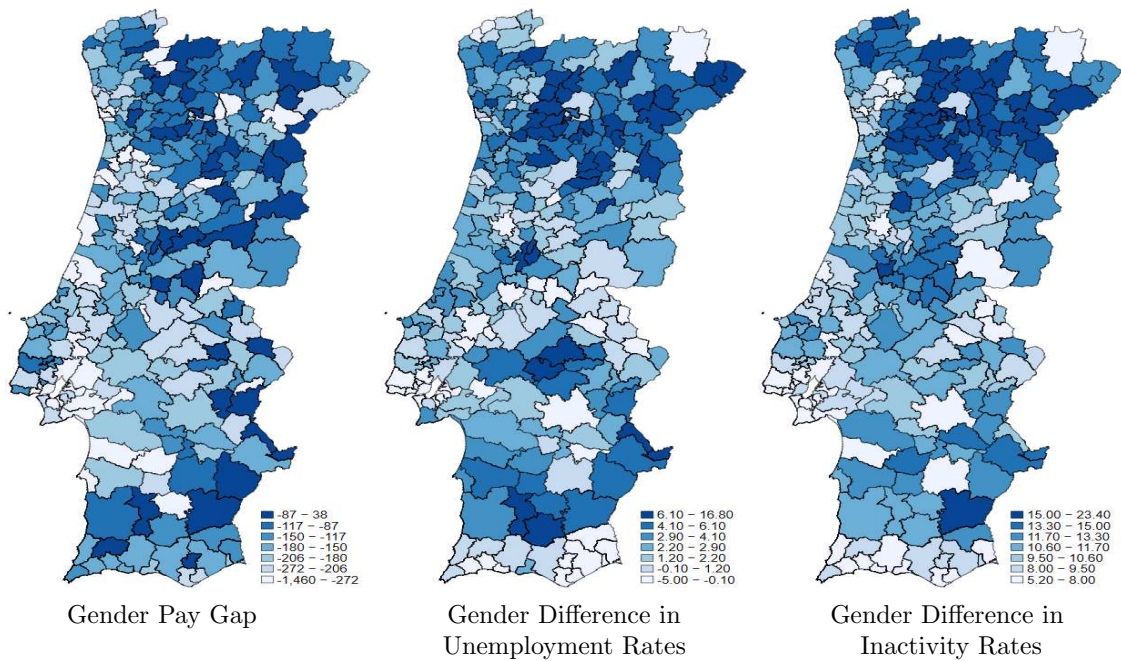 -87 − 38
-117 − -87
-150 − -117
-180 − -150
-206 − -180
-272 − -206
-1,460 − -272
Gender Pay Gap
6.10 − 16.80
4.10 − 6.10
2.90 − 4.10
2.20 − 2.90
1.20 − 2.20
-0.10 − 1.20
-5.00 − -0.10
Gender Difference in
Unemployment Rates
15.00 − 23.40
13.30 − 15.00
11.70 − 13.30
10.60 − 11.70
9.50 − 10.60
8.00 − 9.50
5.20 − 8.00
Gender Difference in
Inactivity Rates